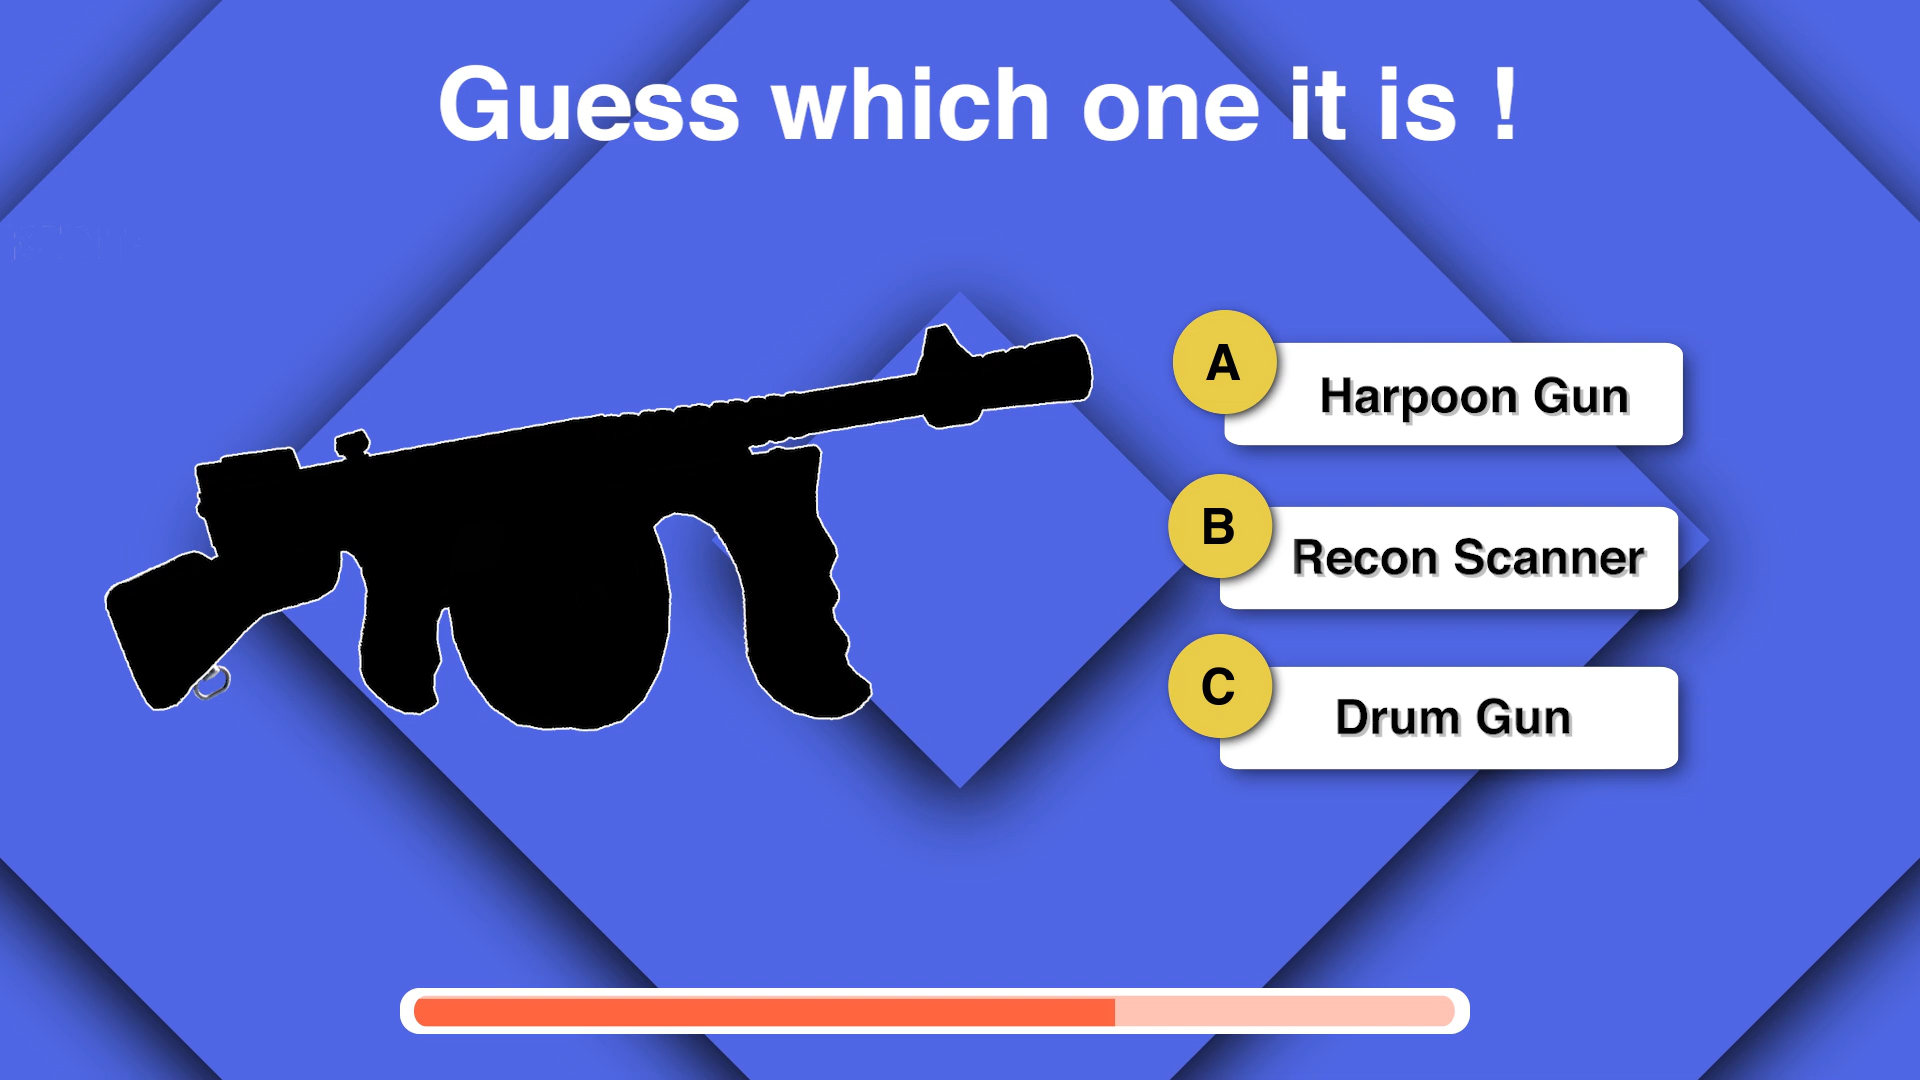 Guess which one it is !
A
Harpoon Gun
B
Recon Scanner
C
Drum Gun